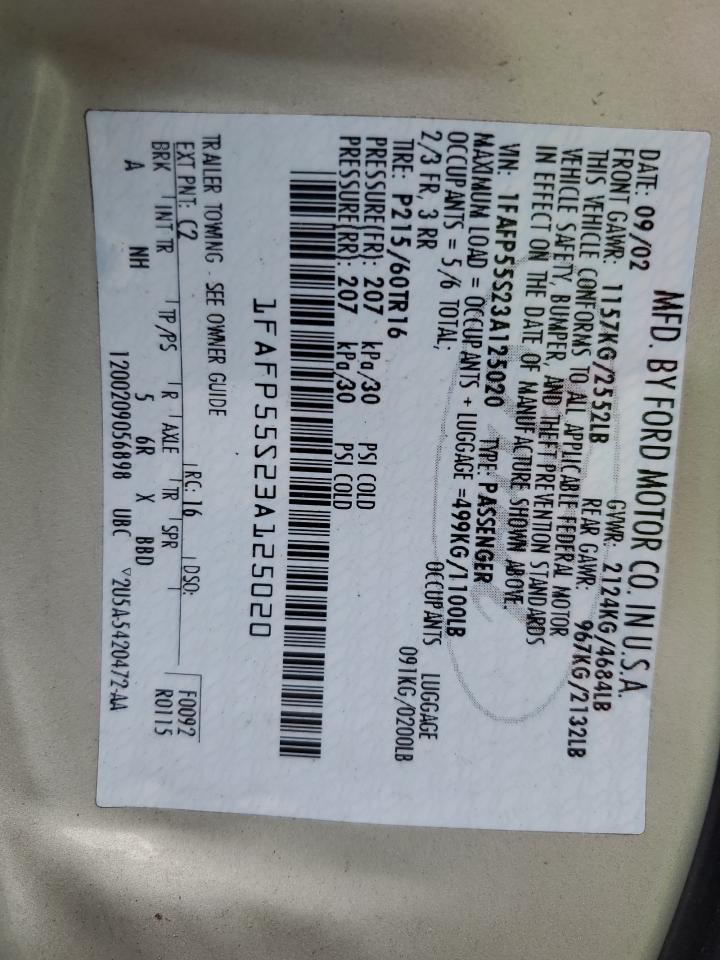 MFD. BY FORD MOTOR CO. IN U.S.A.
DATE: 09/02 GVWR: 2124KG/4684LB
FRONT GAWR: 1157KG/2552LB REAR GAWR: 967KG/2132LB
THIS VEHICLE CONFORMS TO ALL APPLICABLE FEDERAL MOTOR
VEHICLE SAFETY, BUMPER, AND THEFT PREVENTION STANDARDS
IN EFFECT ON THE DATE OF MANUFACTURE SHOWN ABOVE.
VIN: 1FAFP55S23A125020 TYPE: PASSENGER
MAXIMUM LOAD = OCCUPANTS + LUGGAGE =499KG/1100LB
OCCUPANTS = 5/6 TOTAL; OCCUPANTS LUGGAGE
2/3 FR, 3 RR 091KG/0200LB
TIRE: P215/60TR16
PRESSURE(FR): 207 kPa/30 PSI COLD
PRESSURE(RR): 207 kPa/30 PSI COLD
1FAFP55S23A125020
TRAILER TOWING - SEE OWNER GUIDE
EXT PNT: C2 RC: 16 DSO: F0092
BRK INT TR TP/PS R AXLE TR SPR R0115
A NH 5 6R X BBD
1200209056898 UBC ▽2U5A-5420472-AA